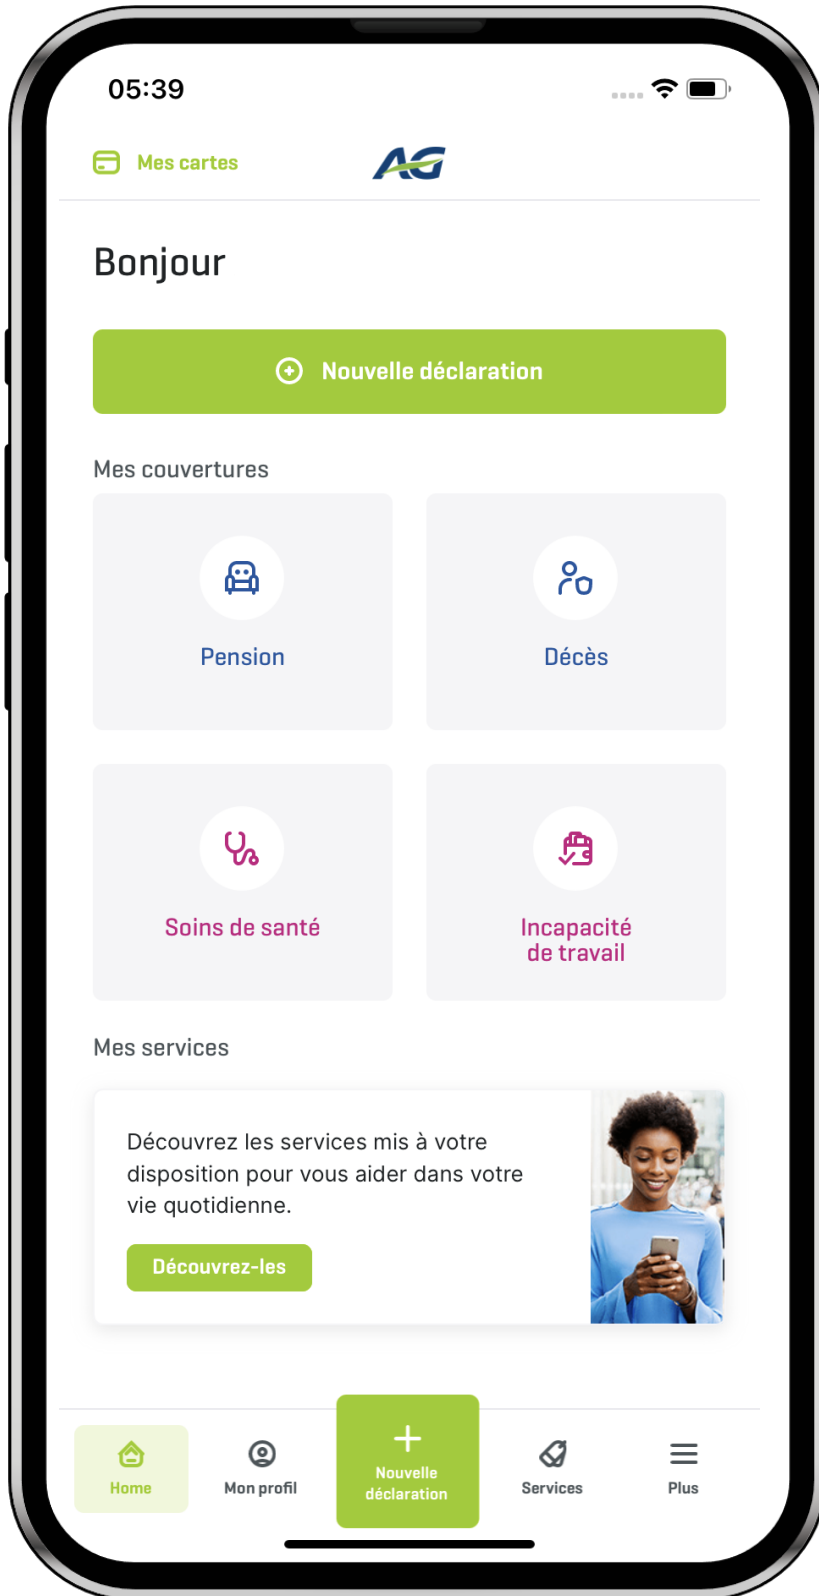 05:39
Mes cartes
AG
Bonjour
Nouvelle déclaration
Mes couvertures
Pension
Décès
Soins de santé
Incapacité
de travail
Mes services
Découvrez les services mis à votre
disposition pour vous aider dans votre
vie quotidienne.
Découvrez-les
Home
Mon profil
Nouvelle
déclaration
Services
Plus